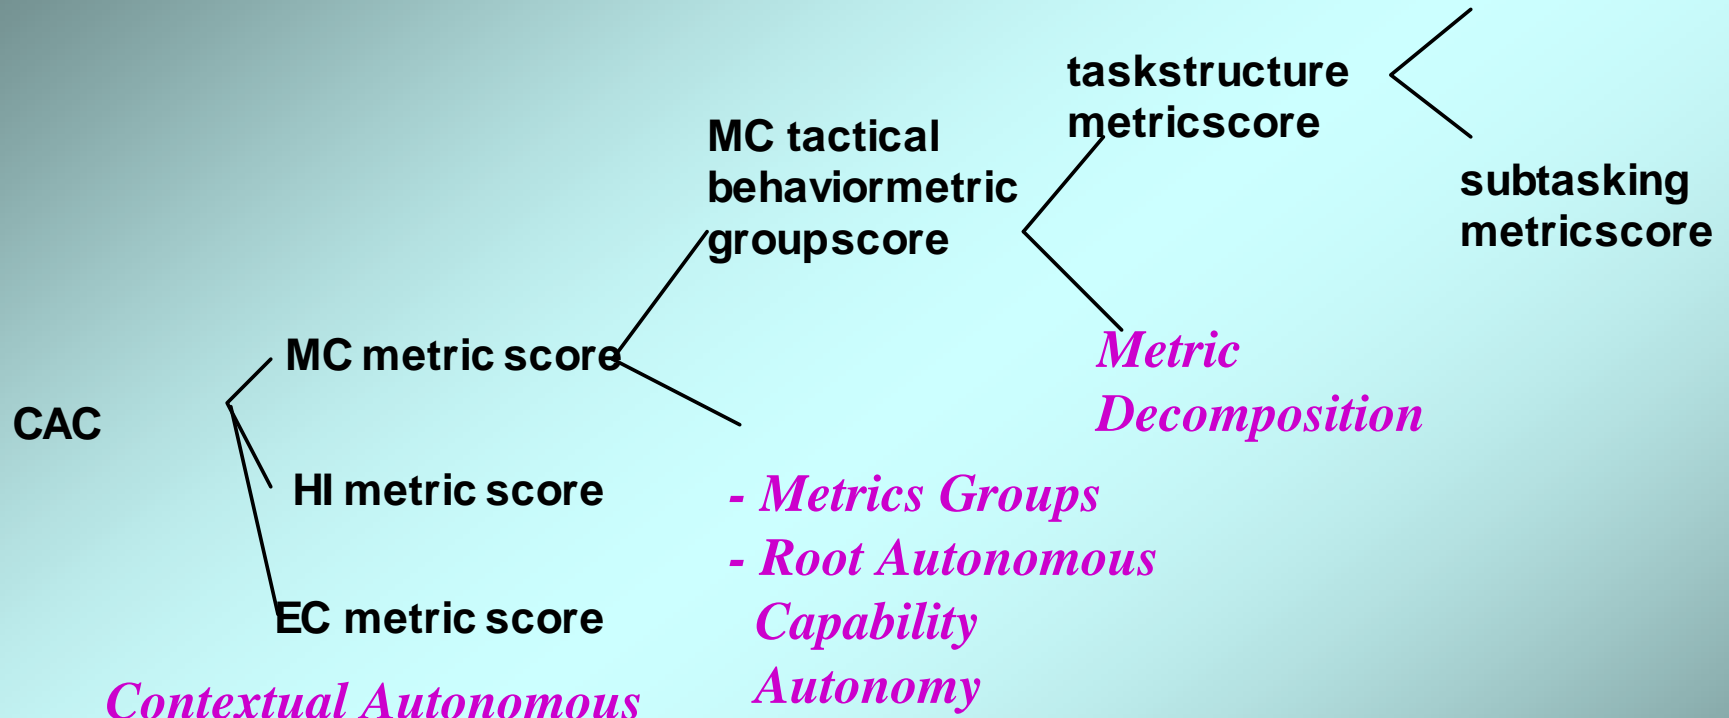 taskstructure
metricscore
MC tactical
behaviormetric
groupscore
subtasking
metricscore
MC metric score
Metric
Decomposition
CAC
HI metric score
- Metrics Groups
- Root Autonomous
Capability
Autonomy
EC metric score
Contextual Autonomous